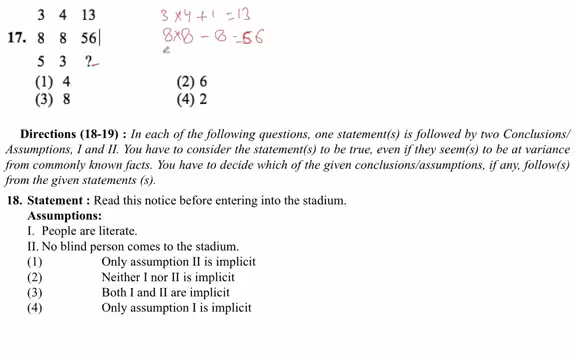 3 4 13 3×4+1=13
17. 8 8 56 8×8-8=56
5 3 ?
(1) 4 (2) 6
(3) 8 (4) 2
Directions (18-19) : In each of the following questions, one statement(s) is followed by two Conclusions/
Assumptions, I and II. You have to consider the statement(s) to be true, even if they seem(s) to be at variance
from commonly known facts. You have to decide which of the given conclusions/assumptions, if any, follow(s)
from the given statements (s).
18. Statement : Read this notice before entering into the stadium.
Assumptions:
I. People are literate.
II. No blind person comes to the stadium.
(1) Only assumption II is implicit
(2) Neither I nor II is implicit
(3) Both I and II are implicit
(4) Only assumption I is implicit